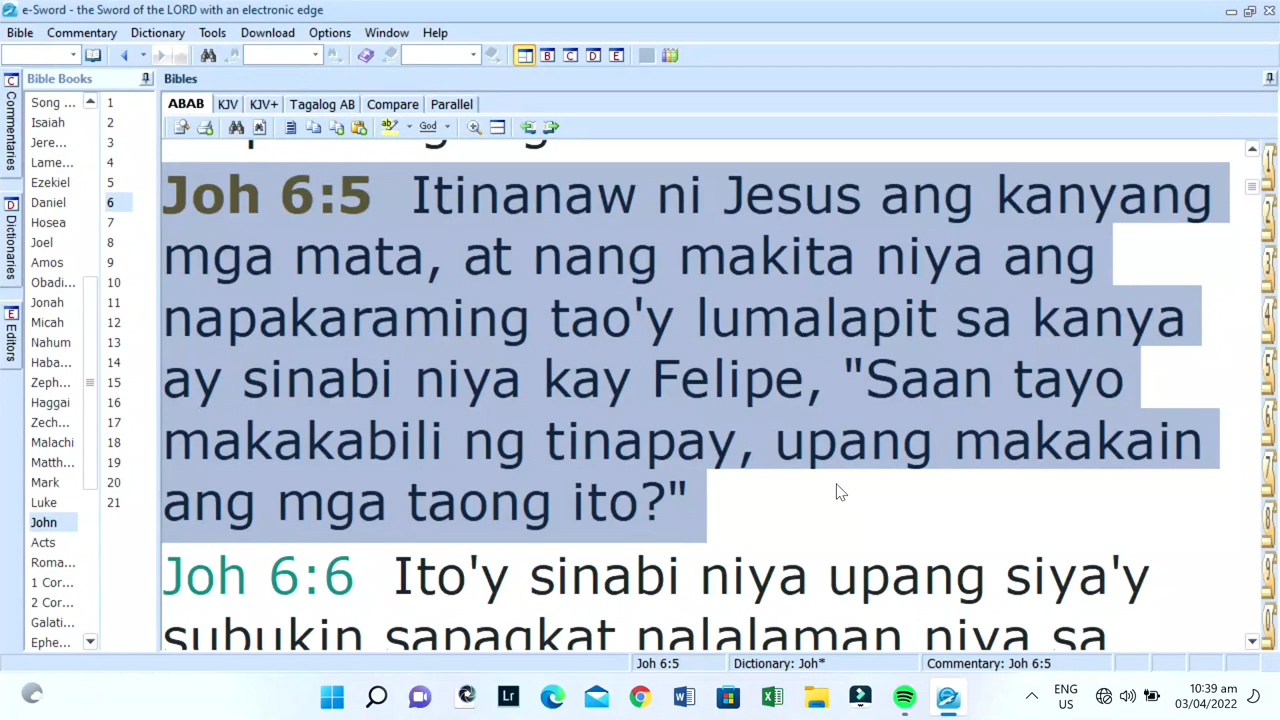 e-Sword - the Sword of the LORD with an electronic edge
Bible Commentary Dictionary Tools Download Options Window Help
B C D E
Bible Books
Bibles
ABAB KJV KJV+ Tagalog AB Compare Parallel
God
Commentaries
Dictionaries
Editors
Song ...
Isaiah
Jere...
Lame...
Ezekiel
Daniel
Hosea
Joel
Amos
Obadi...
Jonah
Micah
Nahum
Haba...
Zeph...
Haggai
Zech...
Malachi
Matth...
Mark
Luke
John
Acts
Roma...
1 Cor...
2 Cor...
Galati...
Ephe...
1
2
3
4
5
6
7
8
9
10
11
12
13
14
15
16
17
18
19
20
21
Joh 6:5 Itinanaw ni Jesus ang kanyang
mga mata, at nang makita niya ang
napakaraming tao'y lumalapit sa kanya
ay sinabi niya kay Felipe, "Saan tayo
makakabili ng tinapay, upang makakain
ang mga taong ito?"
Joh 6:6 Ito'y sinabi niya upang siya'y
subukin sapagkat nalalaman niya sa
Joh 6:5 Dictionary: Joh* Commentary: Joh 6:5
Lr
ENG
US
10:39 am
03/04/2022